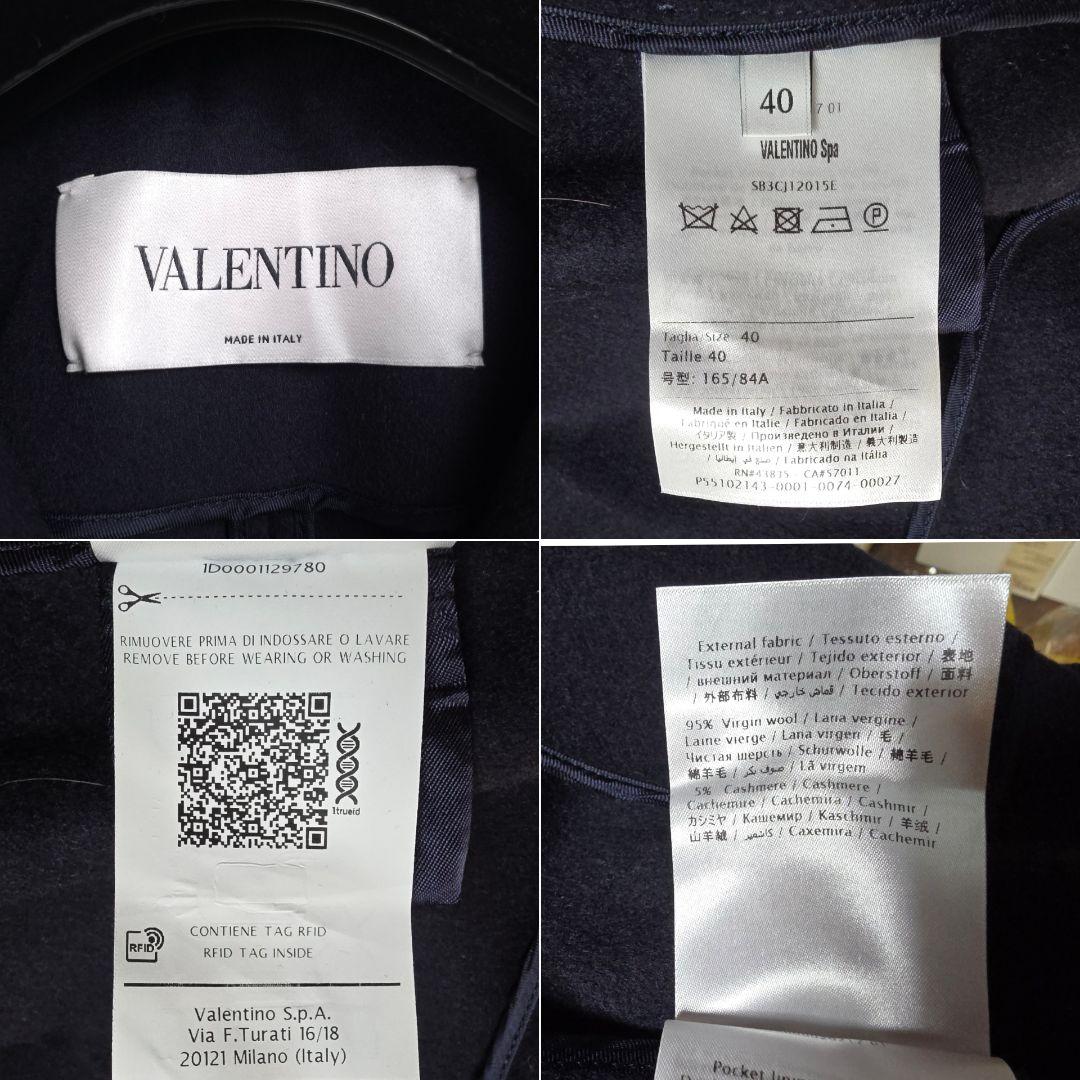 VALENTINO
MADE IN ITALY
40
7 01
VALENTINO Spa
SB3CJ12015E
P
Taglia/Size 40
Taille 40
号型: 165/84A
Made in Italy / Fabbricato in Italia /
Fabriqué en Italie / Fabricado en Italia /
イタリア製 / Произведено в Италии /
Hergestellt in Italien / 意大利制造 / 義大利製造
/ صنع في إيطاليا / Fabricado na Itália
RN#43835 - CA#57011
P55102143-0001-0074-00027
1D0001129780
RIMUOVERE PRIMA DI INDOSSARE O LAVARE
REMOVE BEFORE WEARING OR WASHING
1trueid
RFID
CONTIENE TAG RFID
RFID TAG INSIDE
Valentino S.p.A.
Via F.Turati 16/18
20121 Milano (Italy)
External fabric / Tessuto esterno /
Tissu extérieur / Tejido exterior / 表地
/ внешний материал / Oberstoff / 面料
/ 外部布料 / قماش خارجي / Tecido exterior
95% Virgin wool / Lana vergine /
Laine vierge / Lana virgen / 毛 /
Чистая шерсть / Schurwolle / 綿羊毛 /
綿羊毛 / صوف بكر / Lã virgem
5% Cashmere / Cashmere /
Cachemire / Cachemira / Cashmir /
カシミヤ / Кашемир / Kaschmir / 羊绒 /
山羊絨 / كاشمير / Caxemira / Cachemir
Pocket